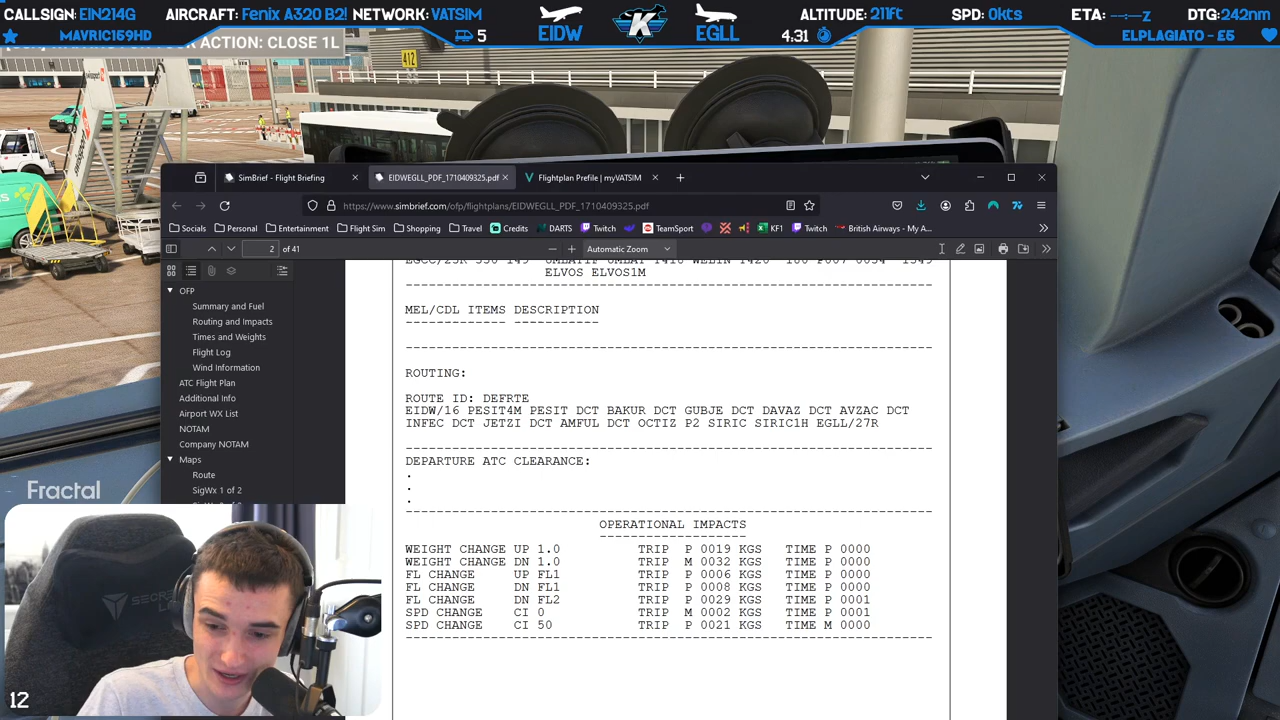 CALLSIGN: EIN214G AIRCRAFT: Fenix A320 B2! NETWORK: VATSIM EIDW K EGLL ALTITUDE: 211ft SPD: 0kts ETA: --:--z DTG: 242nm
MAVRIC159HD 5 4.31 ELPLAGIATO - £5
YOUR ACTION: CLOSE 1L
412
SimBrief - Flight Briefing EIDWEGLL_PDF_1710409325.pdf Flightplan Prefile | myVATSIM
https://www.simbrief.com/ofp/flightplans/EIDWEGLL_PDF_1710409325.pdf
Socials Personal Entertainment Flight Sim Shopping Travel Credits DARTS Twitch TeamSport KF1 Twitch British Airways - My A...
2 of 41 Automatic Zoom
OFP
Summary and Fuel
Routing and Impacts
Times and Weights
Flight Log
Wind Information
ATC Flight Plan
Additional Info
Airport WX List
NOTAM
Company NOTAM
Maps
Route
SigWx 1 of 2
ELVOS ELVOS1M
MEL/CDL ITEMS DESCRIPTION
ROUTING:
ROUTE ID: DEFRTE
EIDW/16 PESIT4M PESIT DCT BAKUR DCT GUBJE DCT DAVAZ DCT AVZAC DCT
INFEC DCT JETZI DCT AMFUL DCT OCTIZ P2 SIRIC SIRIC1H EGLL/27R
DEPARTURE ATC CLEARANCE:
.
.
.
OPERATIONAL IMPACTS
WEIGHT CHANGE UP 1.0 TRIP P 0019 KGS TIME P 0000
WEIGHT CHANGE DN 1.0 TRIP M 0032 KGS TIME P 0000
FL CHANGE UP FL1 TRIP P 0006 KGS TIME P 0001
FL CHANGE DN FL1 TRIP P 0008 KGS TIME P 0001
FL CHANGE DN FL2 TRIP P 0029 KGS TIME P 0001
SPD CHANGE CI 0 TRIP M 0002 KGS TIME P 0001
SPD CHANGE CI 50 TRIP P 0021 KGS TIME M 0000
Fractal
SECRETLAB
12